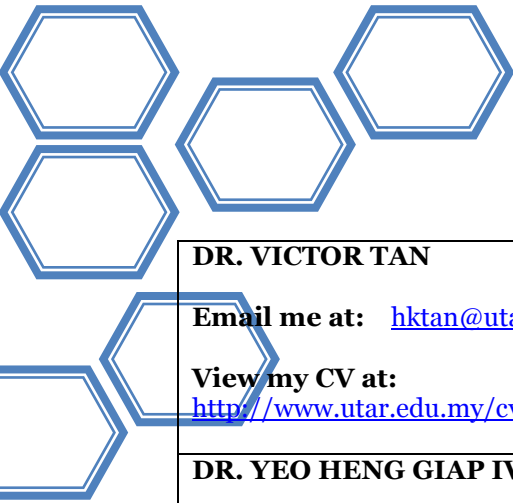 DR. VICTOR TAN
Email me at: hktan@uta
View my CV at:
http://www.utar.edu.my/cv
DR. YEO HENG GIAP IV